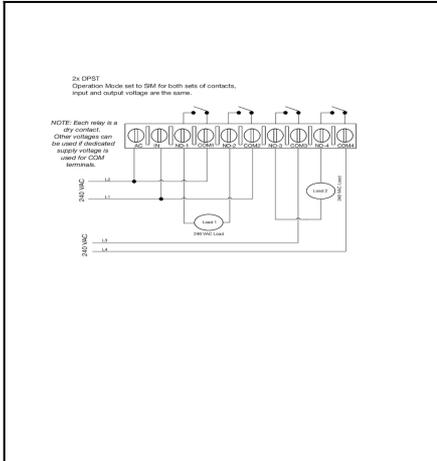 2x DPST
Operation Mode set to SIM for both sets of contacts,
input and output voltage are the same.
NOTE: Each relay is a
dry contact.
Other voltages can
be used if dedicated
supply voltage is
used for COM
terminals.
AC IN NO-1 COM1 NO-2 COM2 NO-3 COM3 NO-4 COM4
240 VAC
L2
L1
Load 1
240 VAC Load
Load 2
240 VAC Load
240 VAC
L3
L4